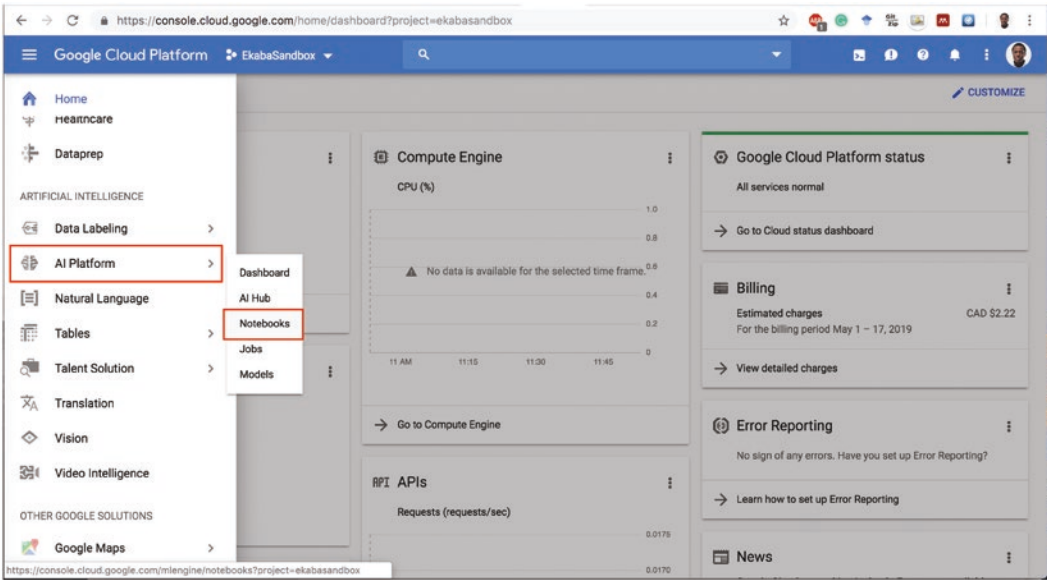 https://console.cloud.google.com/home/dashboard?project=ekabasandbox
Google Cloud Platform
EkabaSandbox
CUSTOMIZE
Home
Healthcare
Dataprep
ARTIFICIAL INTELLIGENCE
Data Labeling
AI Platform
Natural Language
Tables
Talent Solution
Translation
Vision
Video Intelligence
OTHER GOOGLE SOLUTIONS
Google Maps
https://console.cloud.google.com/mlengine/notebooks?project=ekabasandbox
Dashboard
AI Hub
Notebooks
Jobs
Models
Compute Engine
CPU (%)
1.0
0.8
No data is available for the selected time frame.
0.6
0.4
0.2
0
11 AM 11:15 11:30 11:45
Go to Compute Engine
API APIs
Requests (requests/sec)
0.0175
0.0170
Google Cloud Platform status
All services normal
Go to Cloud status dashboard
Billing
Estimated charges CAD $2.22
For the billing period May 1 – 17, 2019
View detailed charges
Error Reporting
No sign of any errors. Have you set up Error Reporting?
Learn how to set up Error Reporting
News